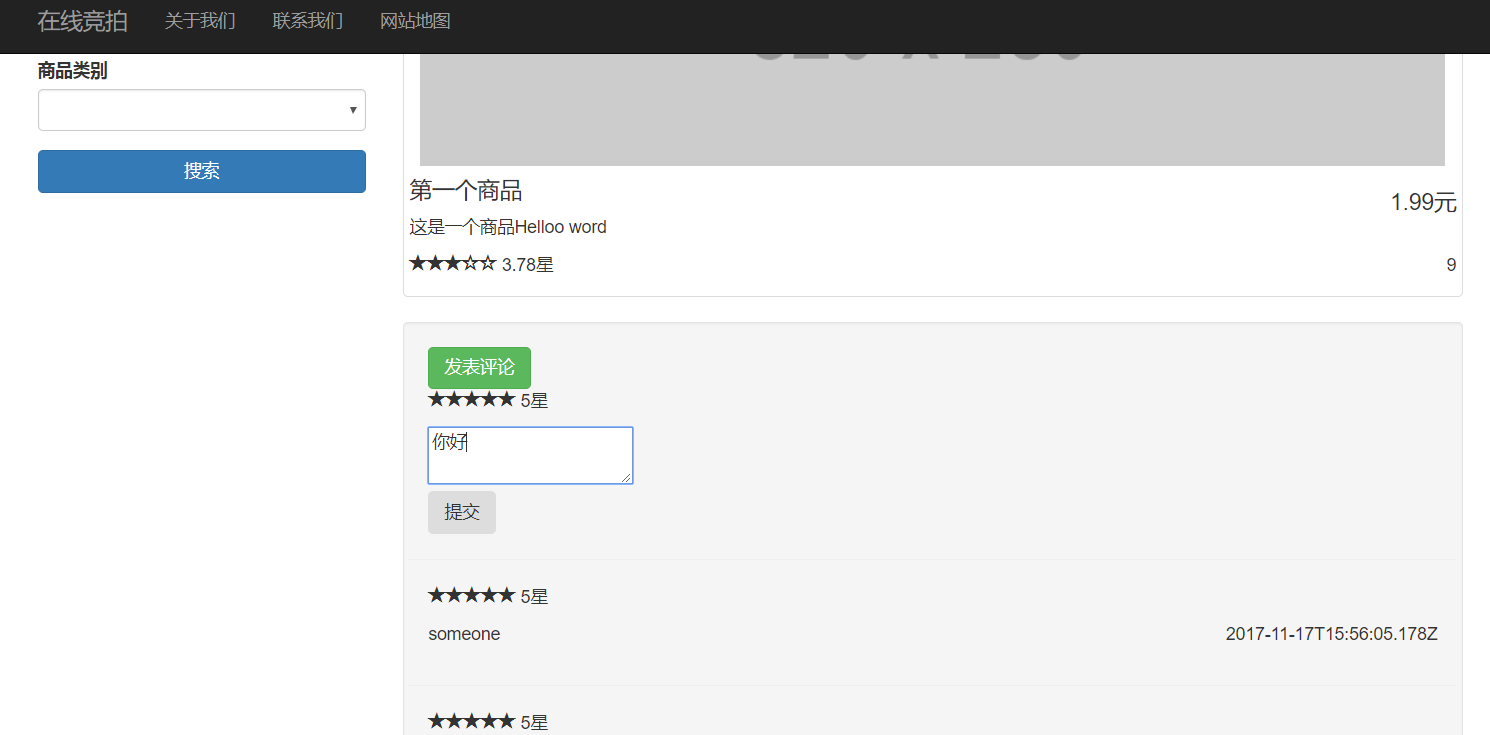 在线竞拍 关于我们 联系我们 网站地图
商品类别
搜索
第一个商品
1.99元
这是一个商品Helloo word
★★★☆☆ 3.78星
9
发表评论
★★★★★ 5星
你好
提交
★★★★★ 5星
someone
2017-11-17T15:56:05.178Z
★★★★★ 5星